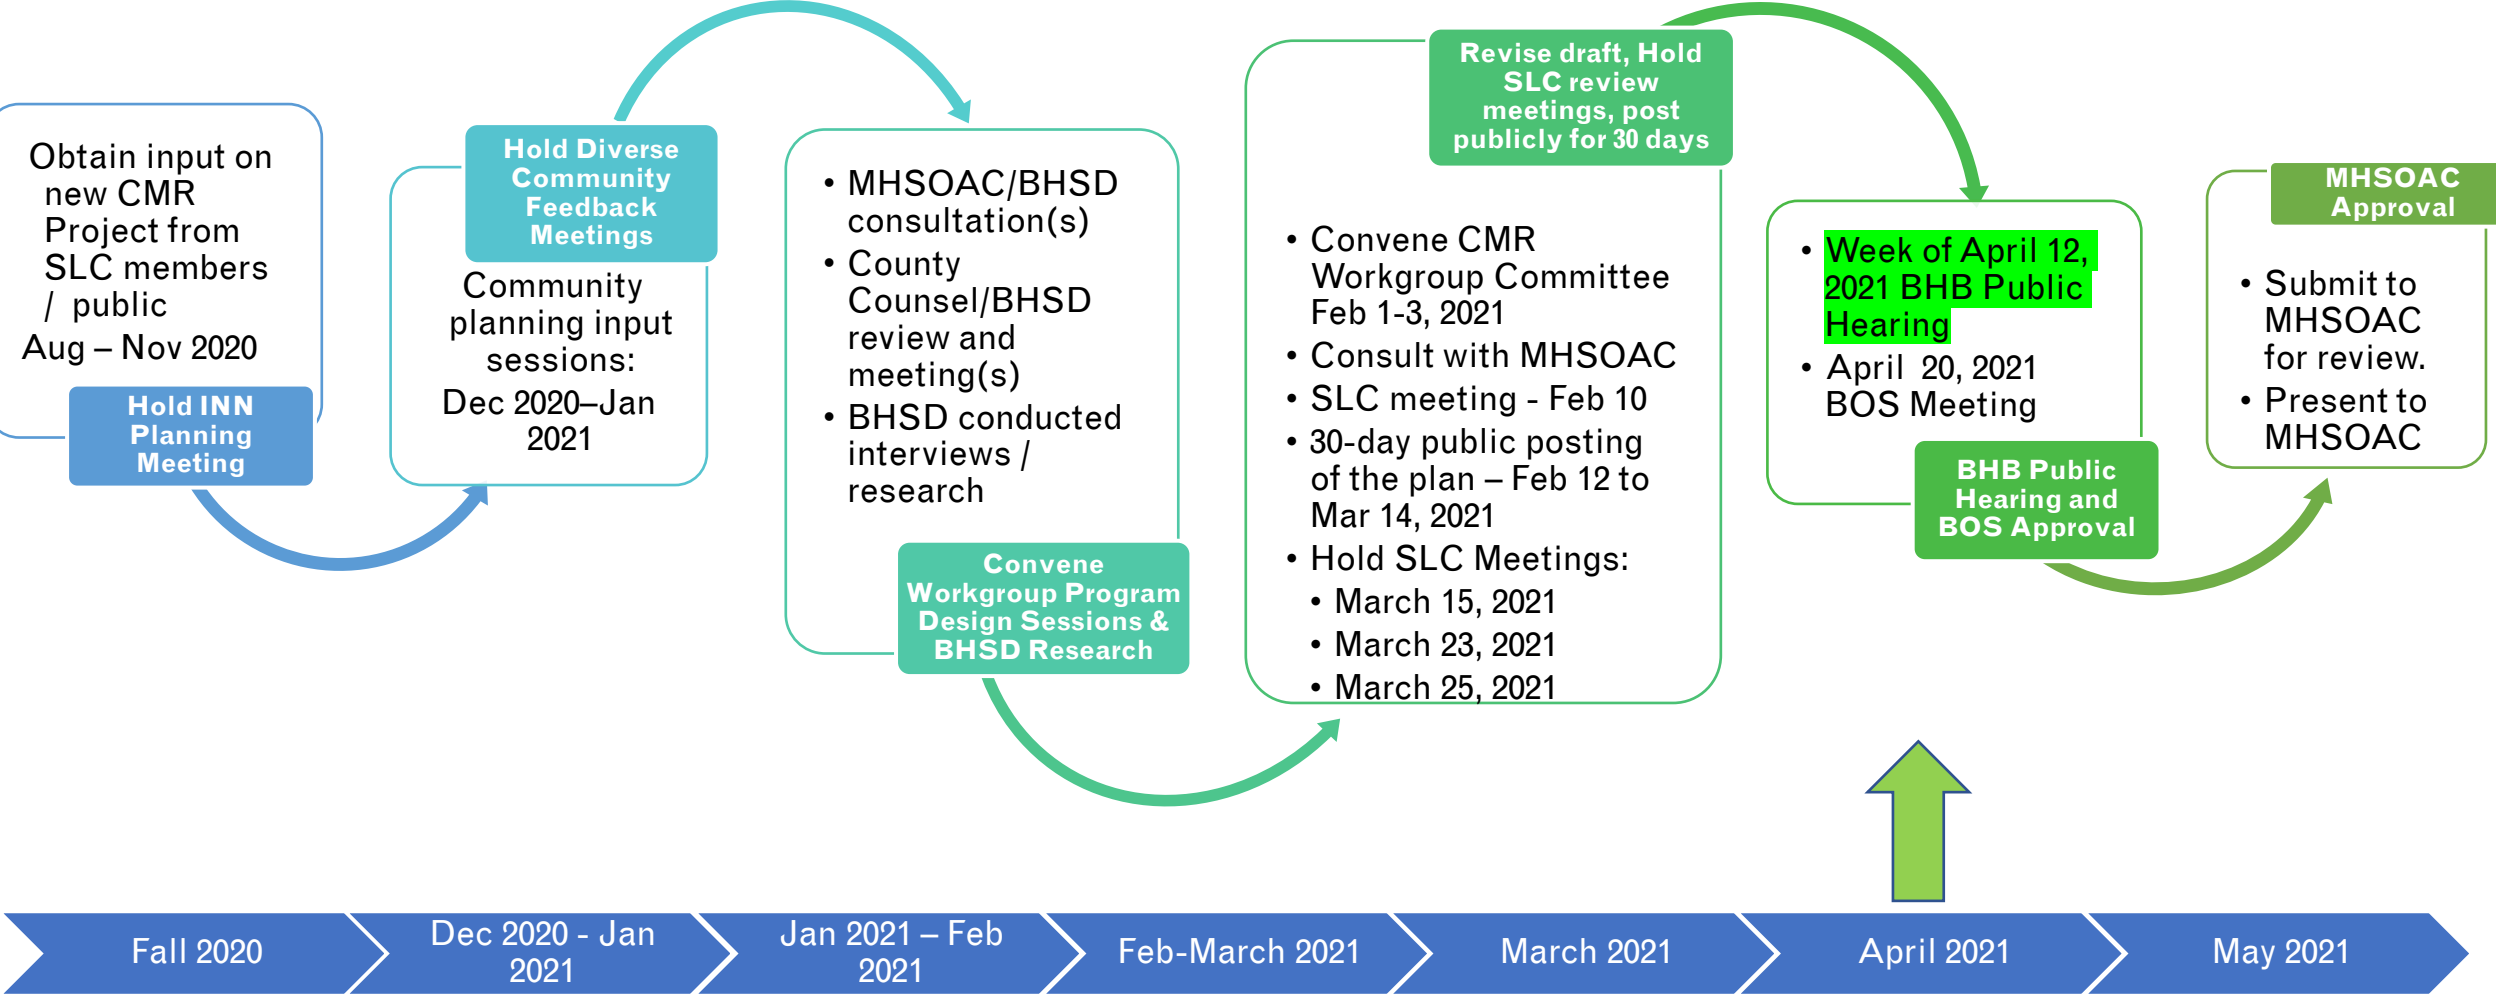 Obtain input on
new CMR
Project from
SLC members
/ public
Aug – Nov 2020
Hold INN
Planning
Meeting
Hold Diverse
Community
Feedback
Meetings
Community
planning input
sessions:
Dec 2020–Jan
2021
• MHSOAC/BHSD
consultation(s)
• County
Counsel/BHSD
review and
meeting(s)
• BHSD conducted
interviews /
research
Convene
Workgroup Program
Design Sessions &
BHSD Research
Revise draft, Hold
SLC review
meetings, post
publicly for 30 days
• Convene CMR
Workgroup Committee
Feb 1-3, 2021
• Consult with MHSOAC
• SLC meeting - Feb 10
• 30-day public posting
of the plan – Feb 12 to
Mar 14, 2021
• Hold SLC Meetings:
• March 15, 2021
• March 23, 2021
• March 25, 2021
• Week of April 12,
2021 BHB Public
Hearing
• April 20, 2021
BOS Meeting
BHB Public
Hearing and
BOS Approval
MHSOAC
Approval
• Submit to
MHSOAC
for review.
• Present to
MHSOAC
Fall 2020
Dec 2020 - Jan
2021
Jan 2021 – Feb
2021
Feb-March 2021
March 2021
April 2021
May 2021